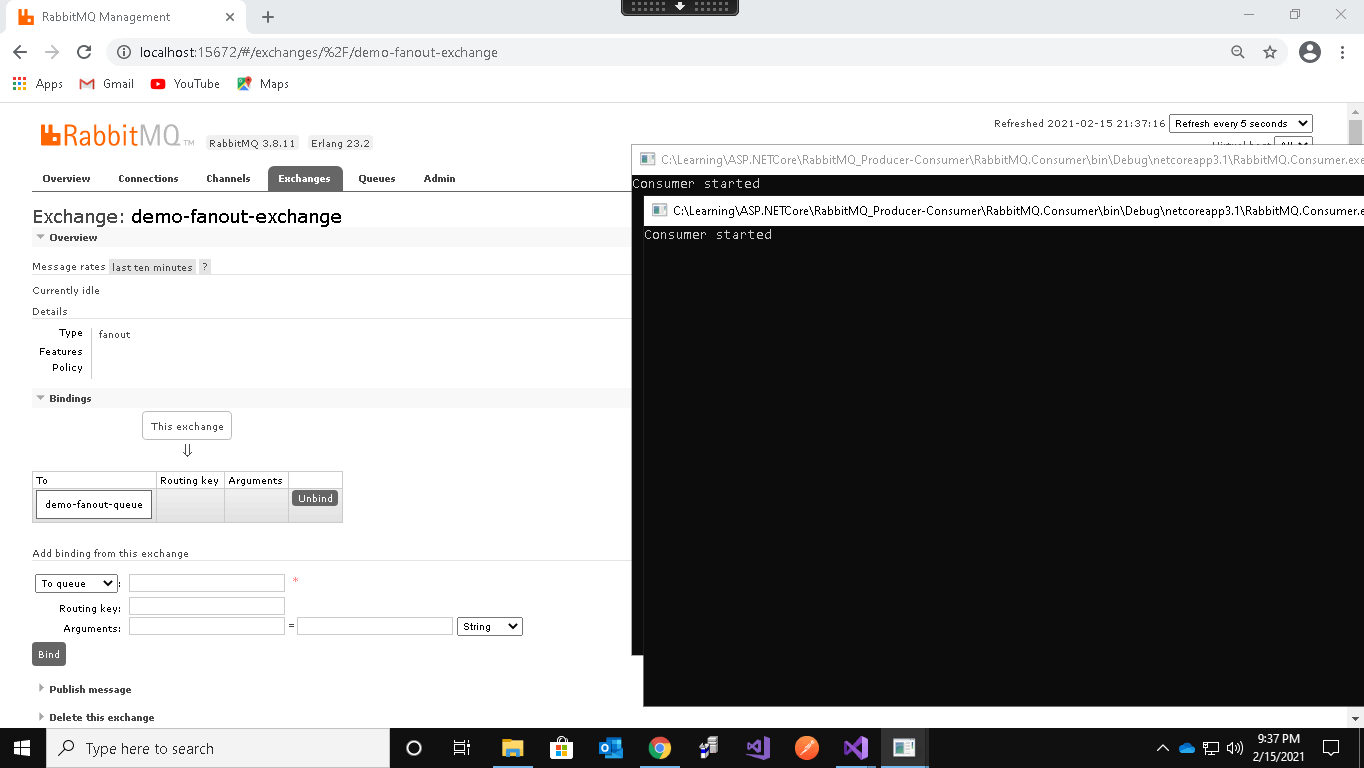 RabbitMQ Management
localhost:15672/#/exchanges/%2F/demo-fanout-exchange
Apps Gmail YouTube Maps
RabbitMQ TM RabbitMQ 3.8.11 Erlang 23.2
Refreshed 2021-02-15 21:37:16 Refresh every 5 seconds
Overview Connections Channels Exchanges Queues Admin
C:\Learning\ASP.NETCore\RabbitMQ_Producer-Consumer\RabbitMQ.Consumer\bin\Debug\netcoreapp3.1\RabbitMQ.Consumer.exe
Consumer started
C:\Learning\ASP.NETCore\RabbitMQ_Producer-Consumer\RabbitMQ.Consumer\bin\Debug\netcoreapp3.1\RabbitMQ.Consumer.e
Consumer started
Exchange: demo-fanout-exchange
Overview
Message rates last ten minutes ?
Currently idle
Details
Type fanout
Features
Policy
Bindings
This exchange
⇓
To Routing key Arguments
demo-fanout-queue Unbind
Add binding from this exchange
To queue : *
Routing key:
Arguments: = String
Bind
Publish message
Delete this exchange
Type here to search
9:37 PM
2/15/2021